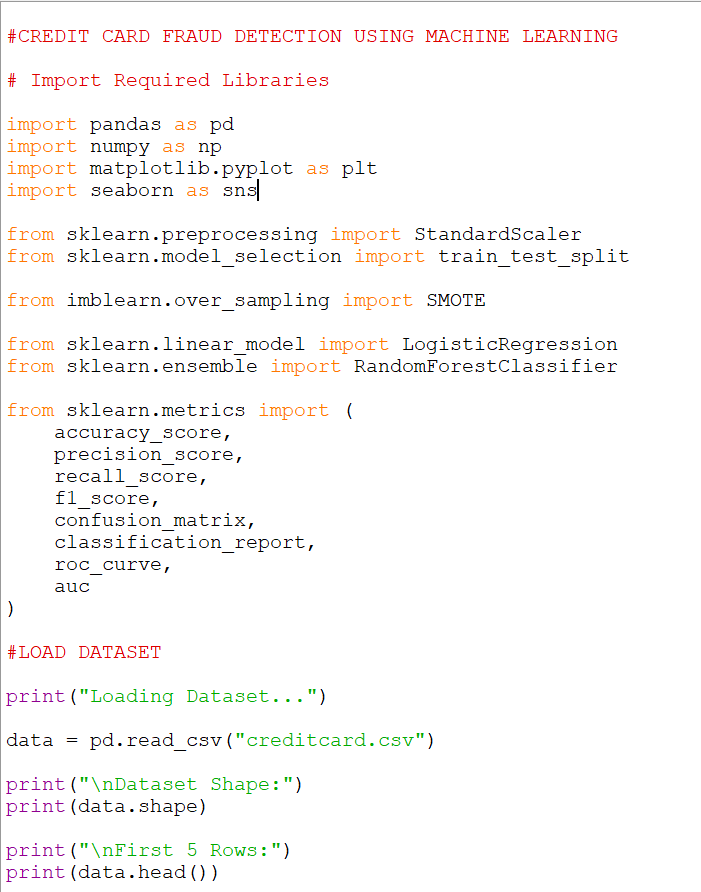 #CREDIT CARD FRAUD DETECTION USING MACHINE LEARNING
# Import Required Libraries
import pandas as pd
import numpy as np
import matplotlib.pyplot as plt
import seaborn as sns
from sklearn.preprocessing import StandardScaler
from sklearn.model_selection import train_test_split
from imblearn.over_sampling import SMOTE
from sklearn.linear_model import LogisticRegression
from sklearn.ensemble import RandomForestClassifier
from sklearn.metrics import (
    accuracy_score,
    precision_score,
    recall_score,
    f1_score,
    confusion_matrix,
    classification_report,
    roc_curve,
    auc
)
#LOAD DATASET
print("Loading Dataset...")
data = pd.read_csv("creditcard.csv")
print("\nDataset Shape:")
print(data.shape)
print("\nFirst 5 Rows:")
print(data.head())